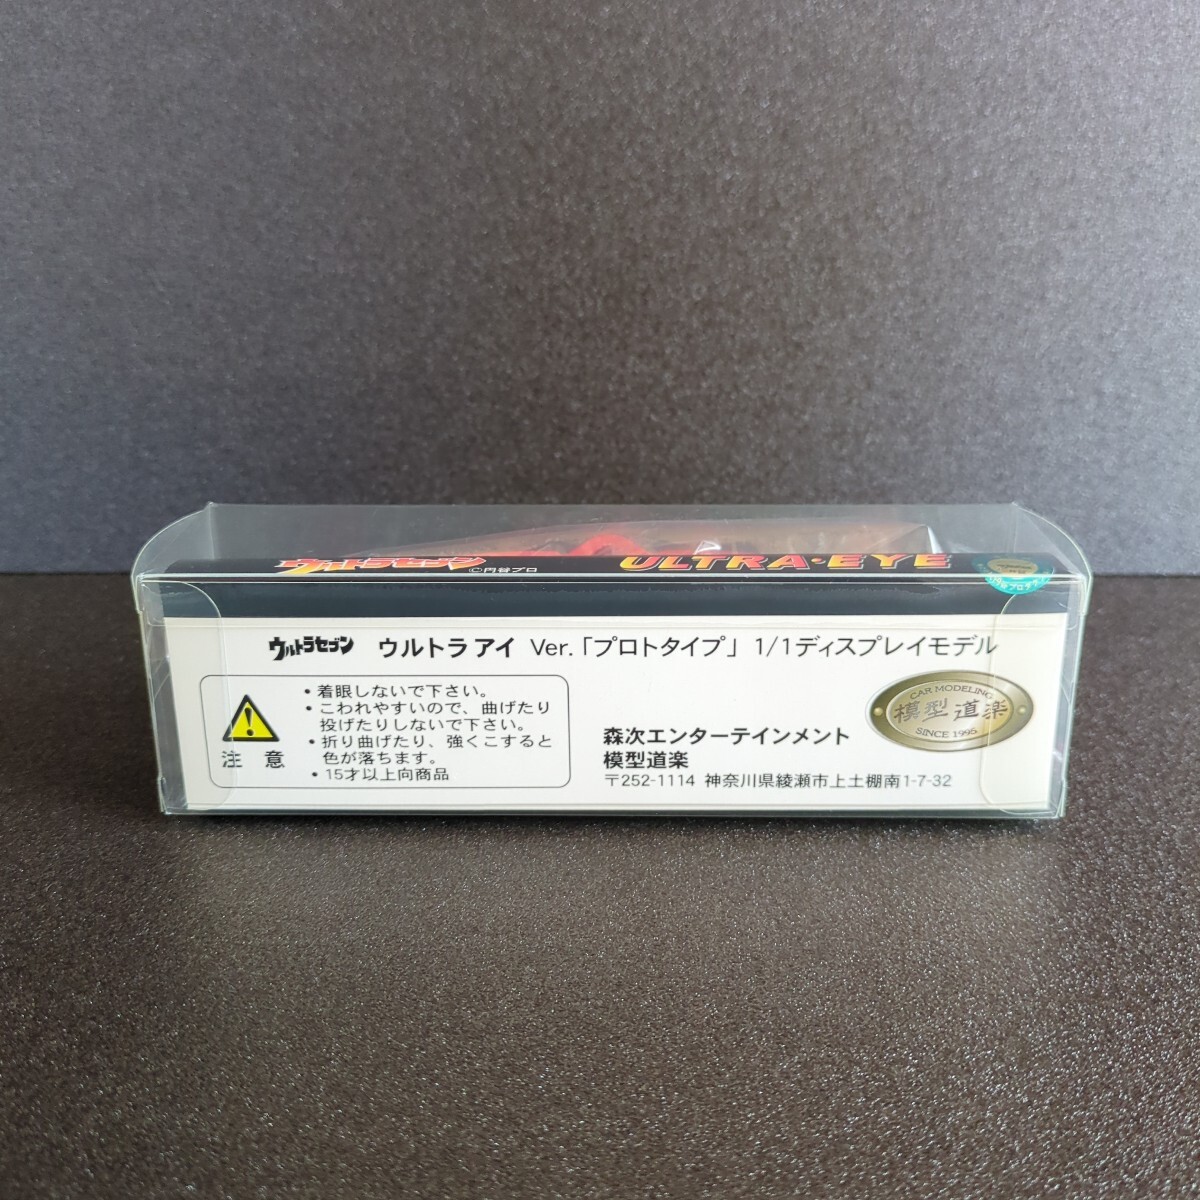 ウルトラセブン
©円谷プロ
ULTRA・EYE
ウルトラセブン ウルトラアイ Ver.「プロトタイプ」 1/1ディスプレイモデル
注 意
・着眼しないで下さい。
・こわれやすいので、曲げたり
投げたりしないで下さい。
・折り曲げたり、強くこすると
色が落ちます。
・15才以上向商品
CAR MODELING
模型道楽
SINCE 1996
森次エンターテインメント
模型道楽
〒252-1114 神奈川県綾瀬市上土棚南1-7-32